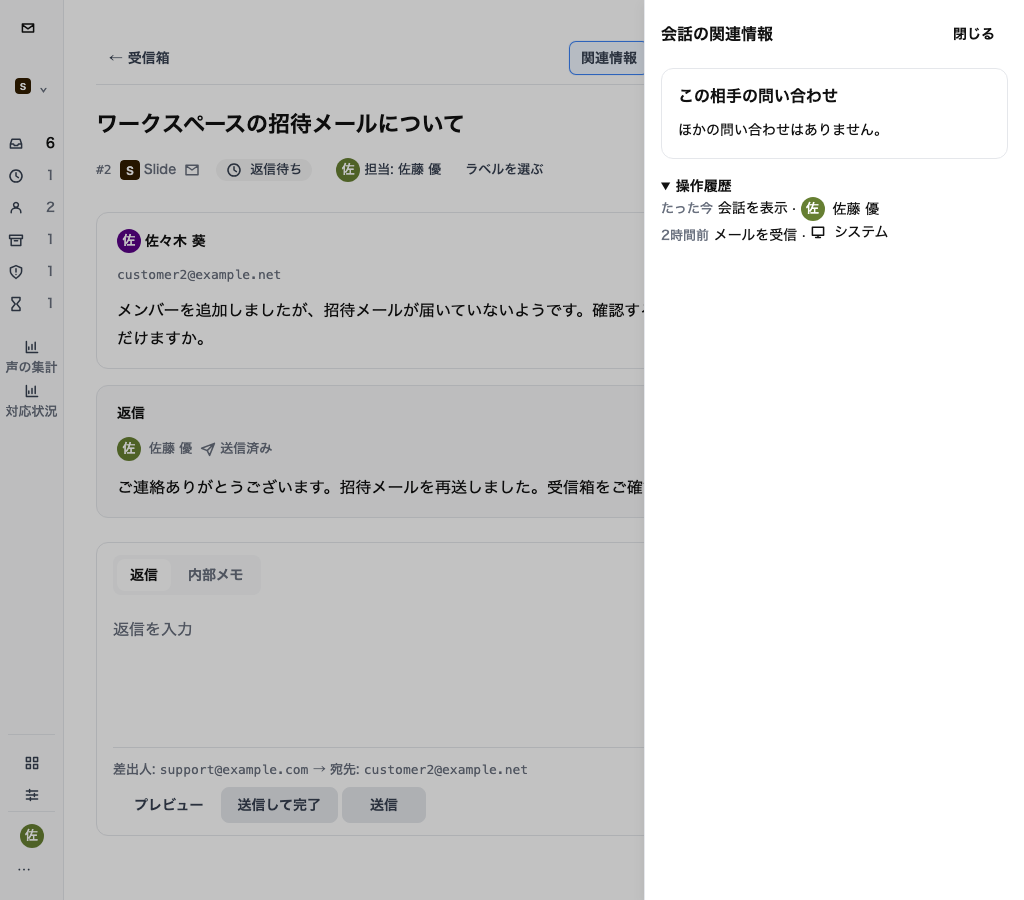 S
6
1
2
1
1
1
声の集計
対応状況
佐
…
← 受信箱
関連情報
ワークスペースの招待メールについて
#2 S Slide 返信待ち 佐 担当: 佐藤 優 ラベルを選ぶ
佐 佐々木 葵
customer2@example.net
メンバーを追加しましたが、招待メールが届いていないようです。確認す
だけますか。
返信
佐 佐藤 優 送信済み
ご連絡ありがとうございます。招待メールを再送しました。受信箱をご確
返信 内部メモ
返信を入力
差出人: support@example.com → 宛先: customer2@example.net
プレビュー 送信して完了 送信
会話の関連情報 閉じる
この相手の問い合わせ
ほかの問い合わせはありません。
▼ 操作履歴
たった今 会話を表示 · 佐 佐藤 優
2時間前 メールを受信 · システム